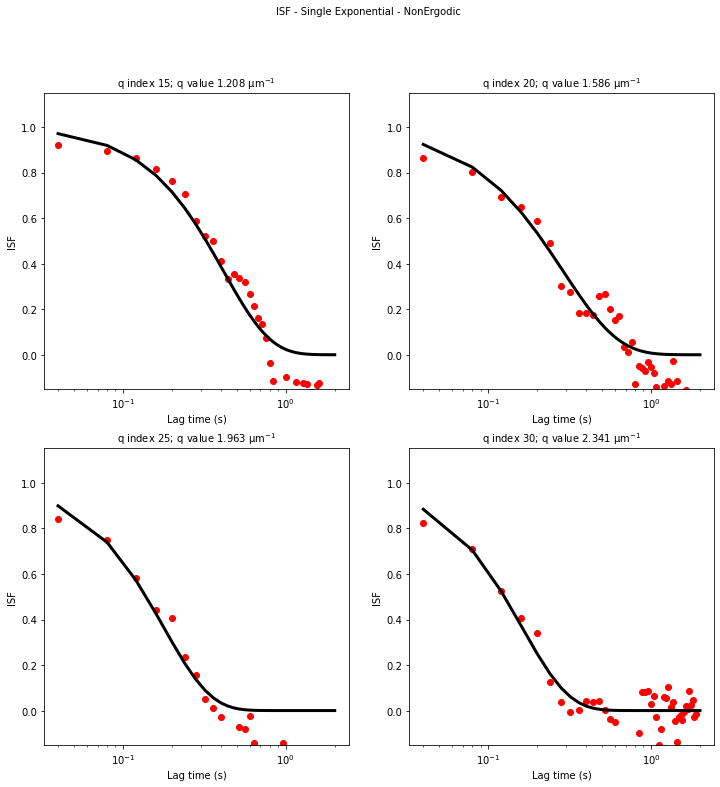 ISF - Single Exponential - NonErgodic
q index 15; q value 1.208 μm⁻¹
q index 20; q value 1.586 μm⁻¹
1.0
0.8
0.6
0.4
0.2
0.0
ISF
10⁻¹
10⁰
Lag time (s)
1.0
0.8
0.6
0.4
0.2
0.0
ISF
10⁻¹
10⁰
Lag time (s)
q index 25; q value 1.963 μm⁻¹
q index 30; q value 2.341 μm⁻¹
1.0
0.8
0.6
0.4
0.2
0.0
ISF
10⁻¹
10⁰
Lag time (s)
1.0
0.8
0.6
0.4
0.2
0.0
ISF
10⁻¹
10⁰
Lag time (s)